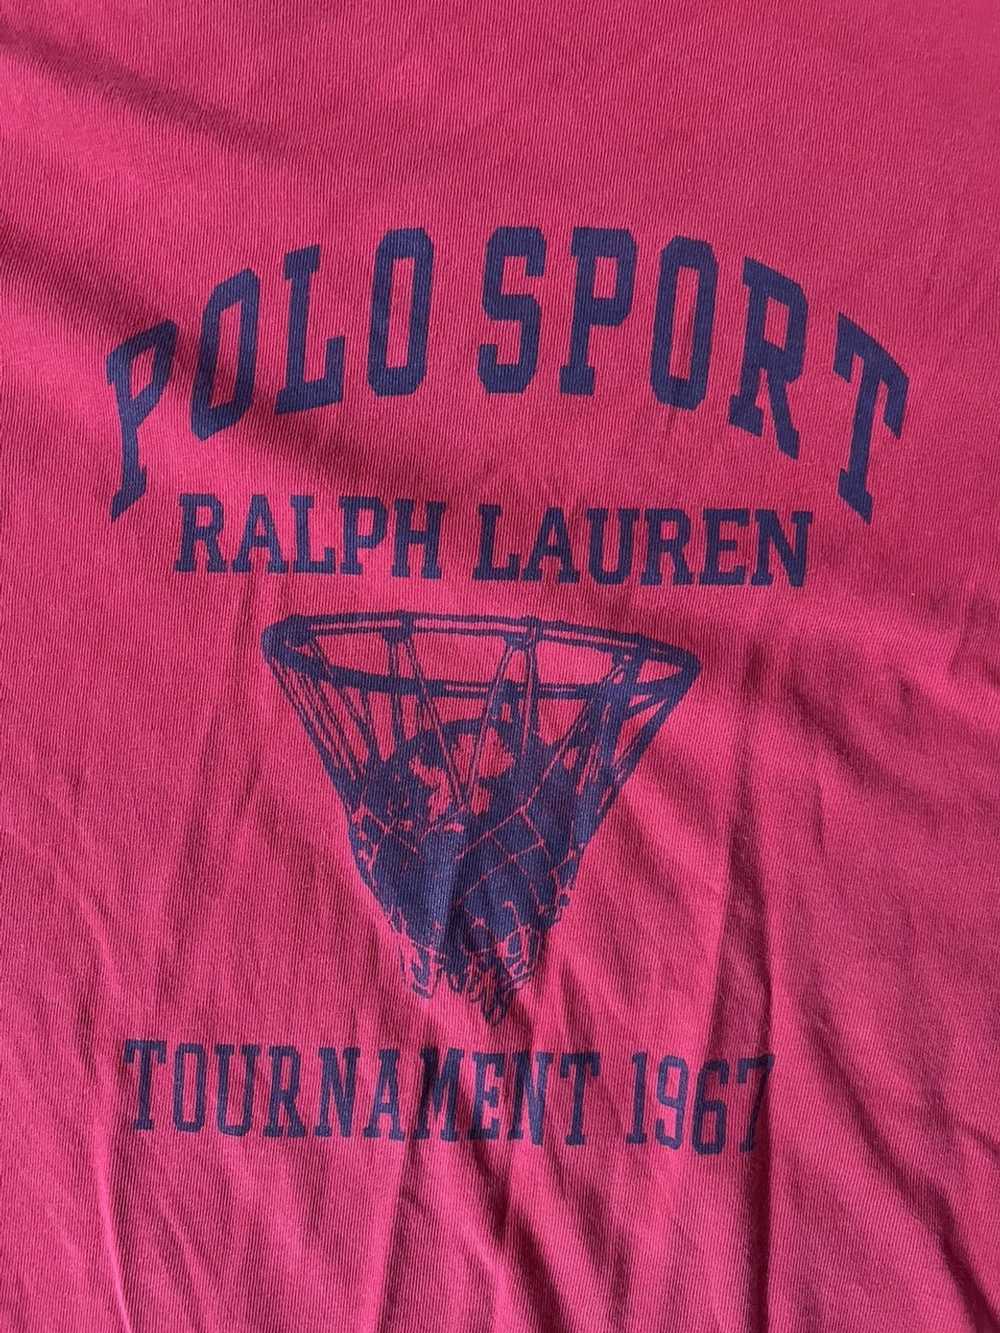 POLO SPORT
RALPH LAUREN
TOURNAMENT 1967